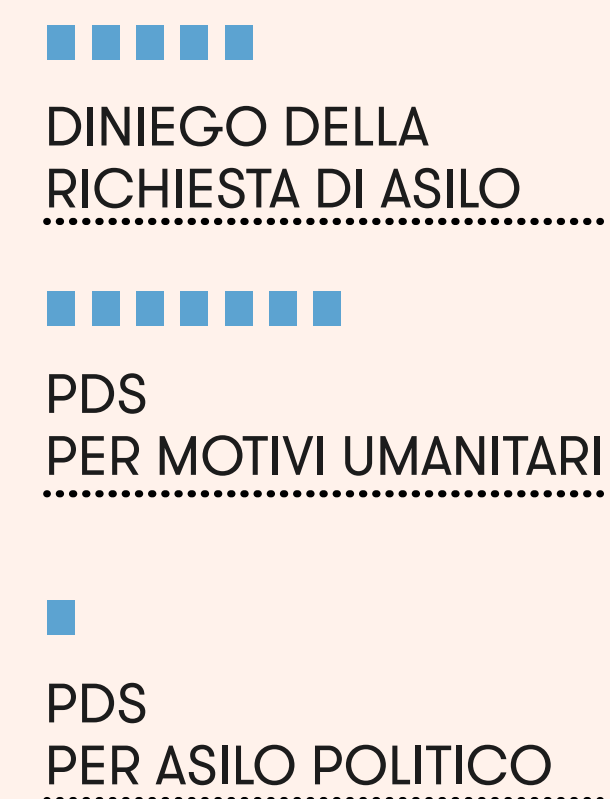 DINIEGO DELLA
RICHIESTA DI ASILO
PDS
PER MOTIVI UMANITARI
PDS
PER ASILO POLITICO